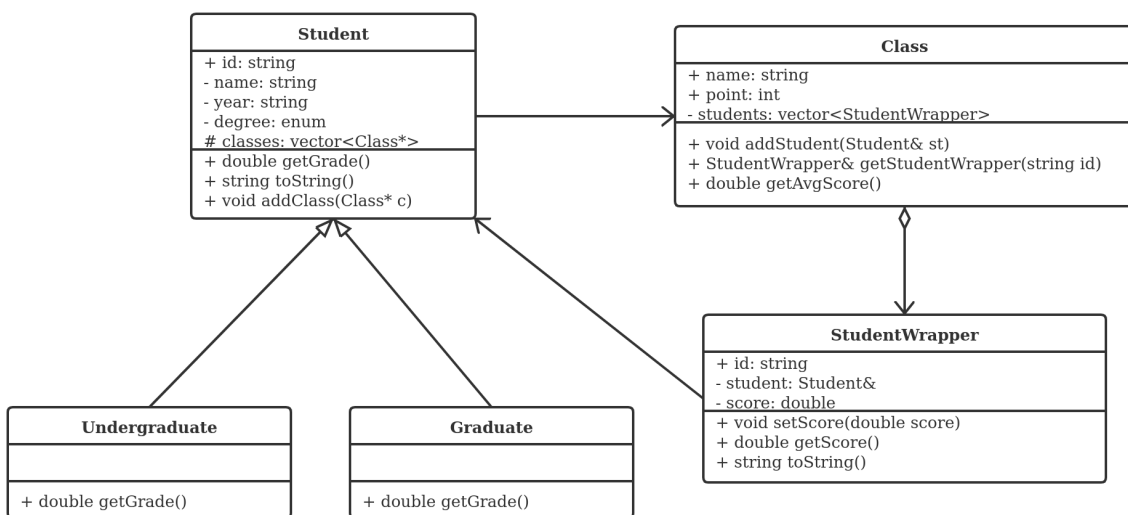 Student
+ id: string
- name: string
- year: string
- degree: enum
# classes: vector<Class*>
+ double getGrade()
+ string toString()
+ void addClass(Class* c)
Class
+ name: string
+ point: int
- students: vector<StudentWrapper>
+ void addStudent(Student& st)
+ StudentWrapper& getStudentWrapper(string id)
+ double getAvgScore()
StudentWrapper
+ id: string
- student: Student&
- score: double
+ void setScore(double score)
+ double getScore()
+ string toString()
Undergraduate
+ double getGrade()
Graduate
+ double getGrade()